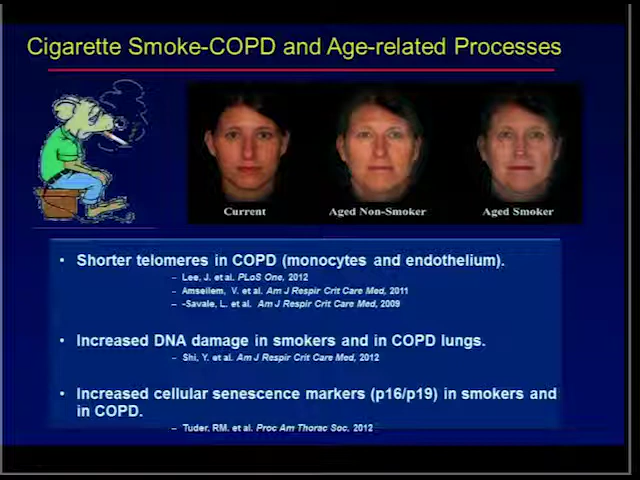 Cigarette Smoke-COPD and Age-related Processes
Current
Aged Non-Smoker
Aged Smoker
• Shorter telomeres in COPD (monocytes and endothelium).
– Lee, J. et al. PLoS One, 2012
– Amsellem, V. et al. Am J Respir Crit Care Med, 2011
– -Savale, L. et al. Am J Respir Crit Care Med, 2009
• Increased DNA damage in smokers and in COPD lungs.
– Shi, Y. et al. Am J Respir Crit Care Med, 2012
• Increased cellular senescence markers (p16/p19) in smokers and
in COPD.
– Tuder, RM. et al. Proc Am Thorac Soc. 2012